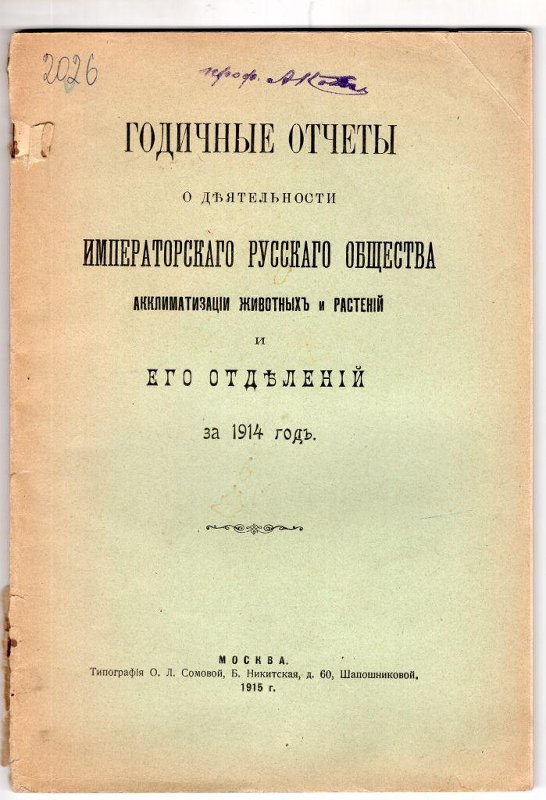 2026
проф.
ГОДИЧНЫЕ ОТЧЕТЫ
О ДѢЯТЕЛЬНОСТИ
ИМПЕРАТОРСКАГО РУССКАГО ОБЩЕСТВА
АККЛИМАТИЗАЦІИ ЖИВОТНЫХЪ и РАСТЕНІЙ
И
ЕГО ОТДѢЛЕНІЙ
за 1914 годъ.
МОСКВА.
Типографія О. Л. Сомовой, Б. Никитская, д. 60, Шапошниковой,
1915 г.